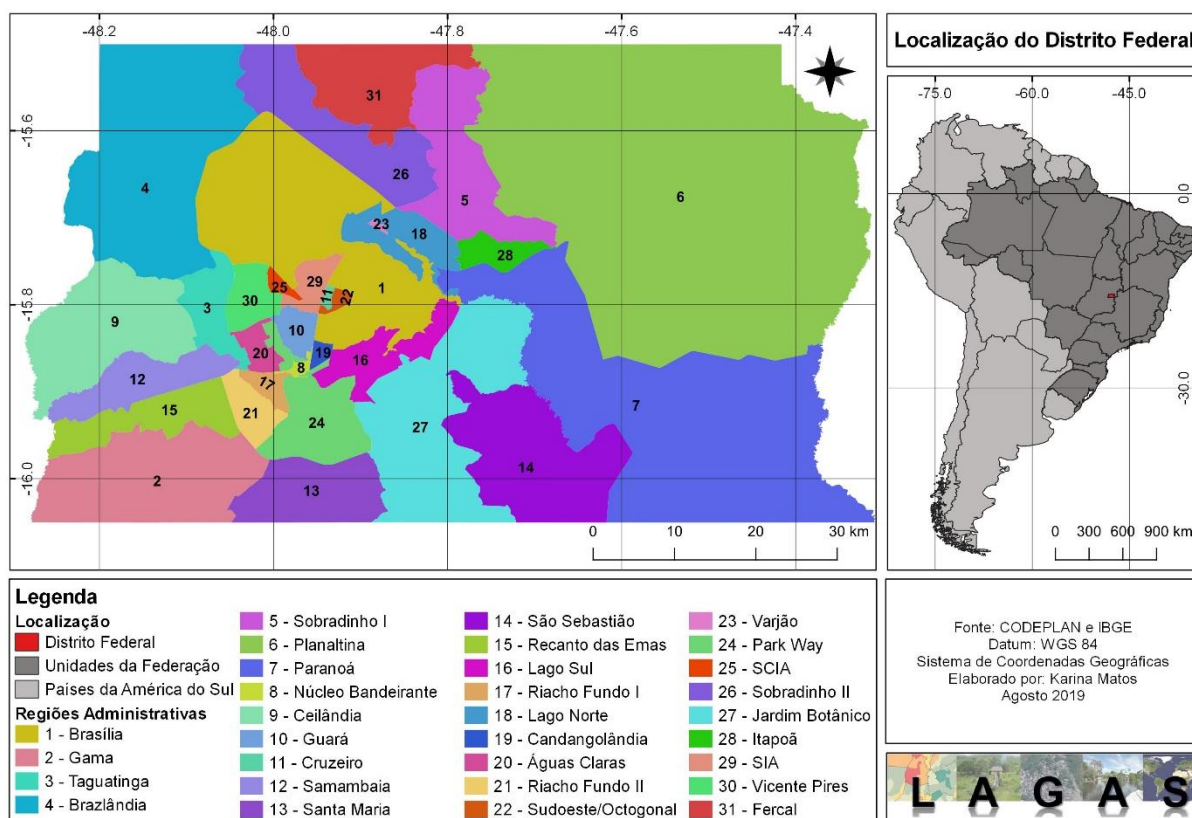 -48.2 -48.0 -47.8 -47.6 -47.4
-15.6
-15.8
-16.0
31
4
26
5
6
23
18
28
25
29
11
22
1
30
3
9
10
19
20
8
16
12
17
7
15
21
24
27
14
2
13
0 10 20 30 km
Localização do Distrito Federal
-75.0 -60.0 -45.0
0.0
-30.0
0 300 600 900 km
Legenda
Localização
Distrito Federal
Unidades da Federação
Países da América do Sul
Regiões Administrativas
1 - Brasília
2 - Gama
3 - Taguatinga
4 - Brazlândia
5 - Sobradinho I
6 - Planaltina
7 - Paranoá
8 - Núcleo Bandeirante
9 - Ceilândia
10 - Guará
11 - Cruzeiro
12 - Samambaia
13 - Santa Maria
14 - São Sebastião
15 - Recanto das Emas
16 - Lago Sul
17 - Riacho Fundo I
18 - Lago Norte
19 - Candangolândia
20 - Águas Claras
21 - Riacho Fundo II
22 - Sudoeste/Octogonal
23 - Varjão
24 - Park Way
25 - SCIA
26 - Sobradinho II
27 - Jardim Botânico
28 - Itapoã
29 - SIA
30 - Vicente Pires
31 - Fercal
Fonte: CODEPLAN e IBGE
Datum: WGS 84
Sistema de Coordenadas Geográficas
Elaborado por: Karina Matos
Agosto 2019
LAGAS